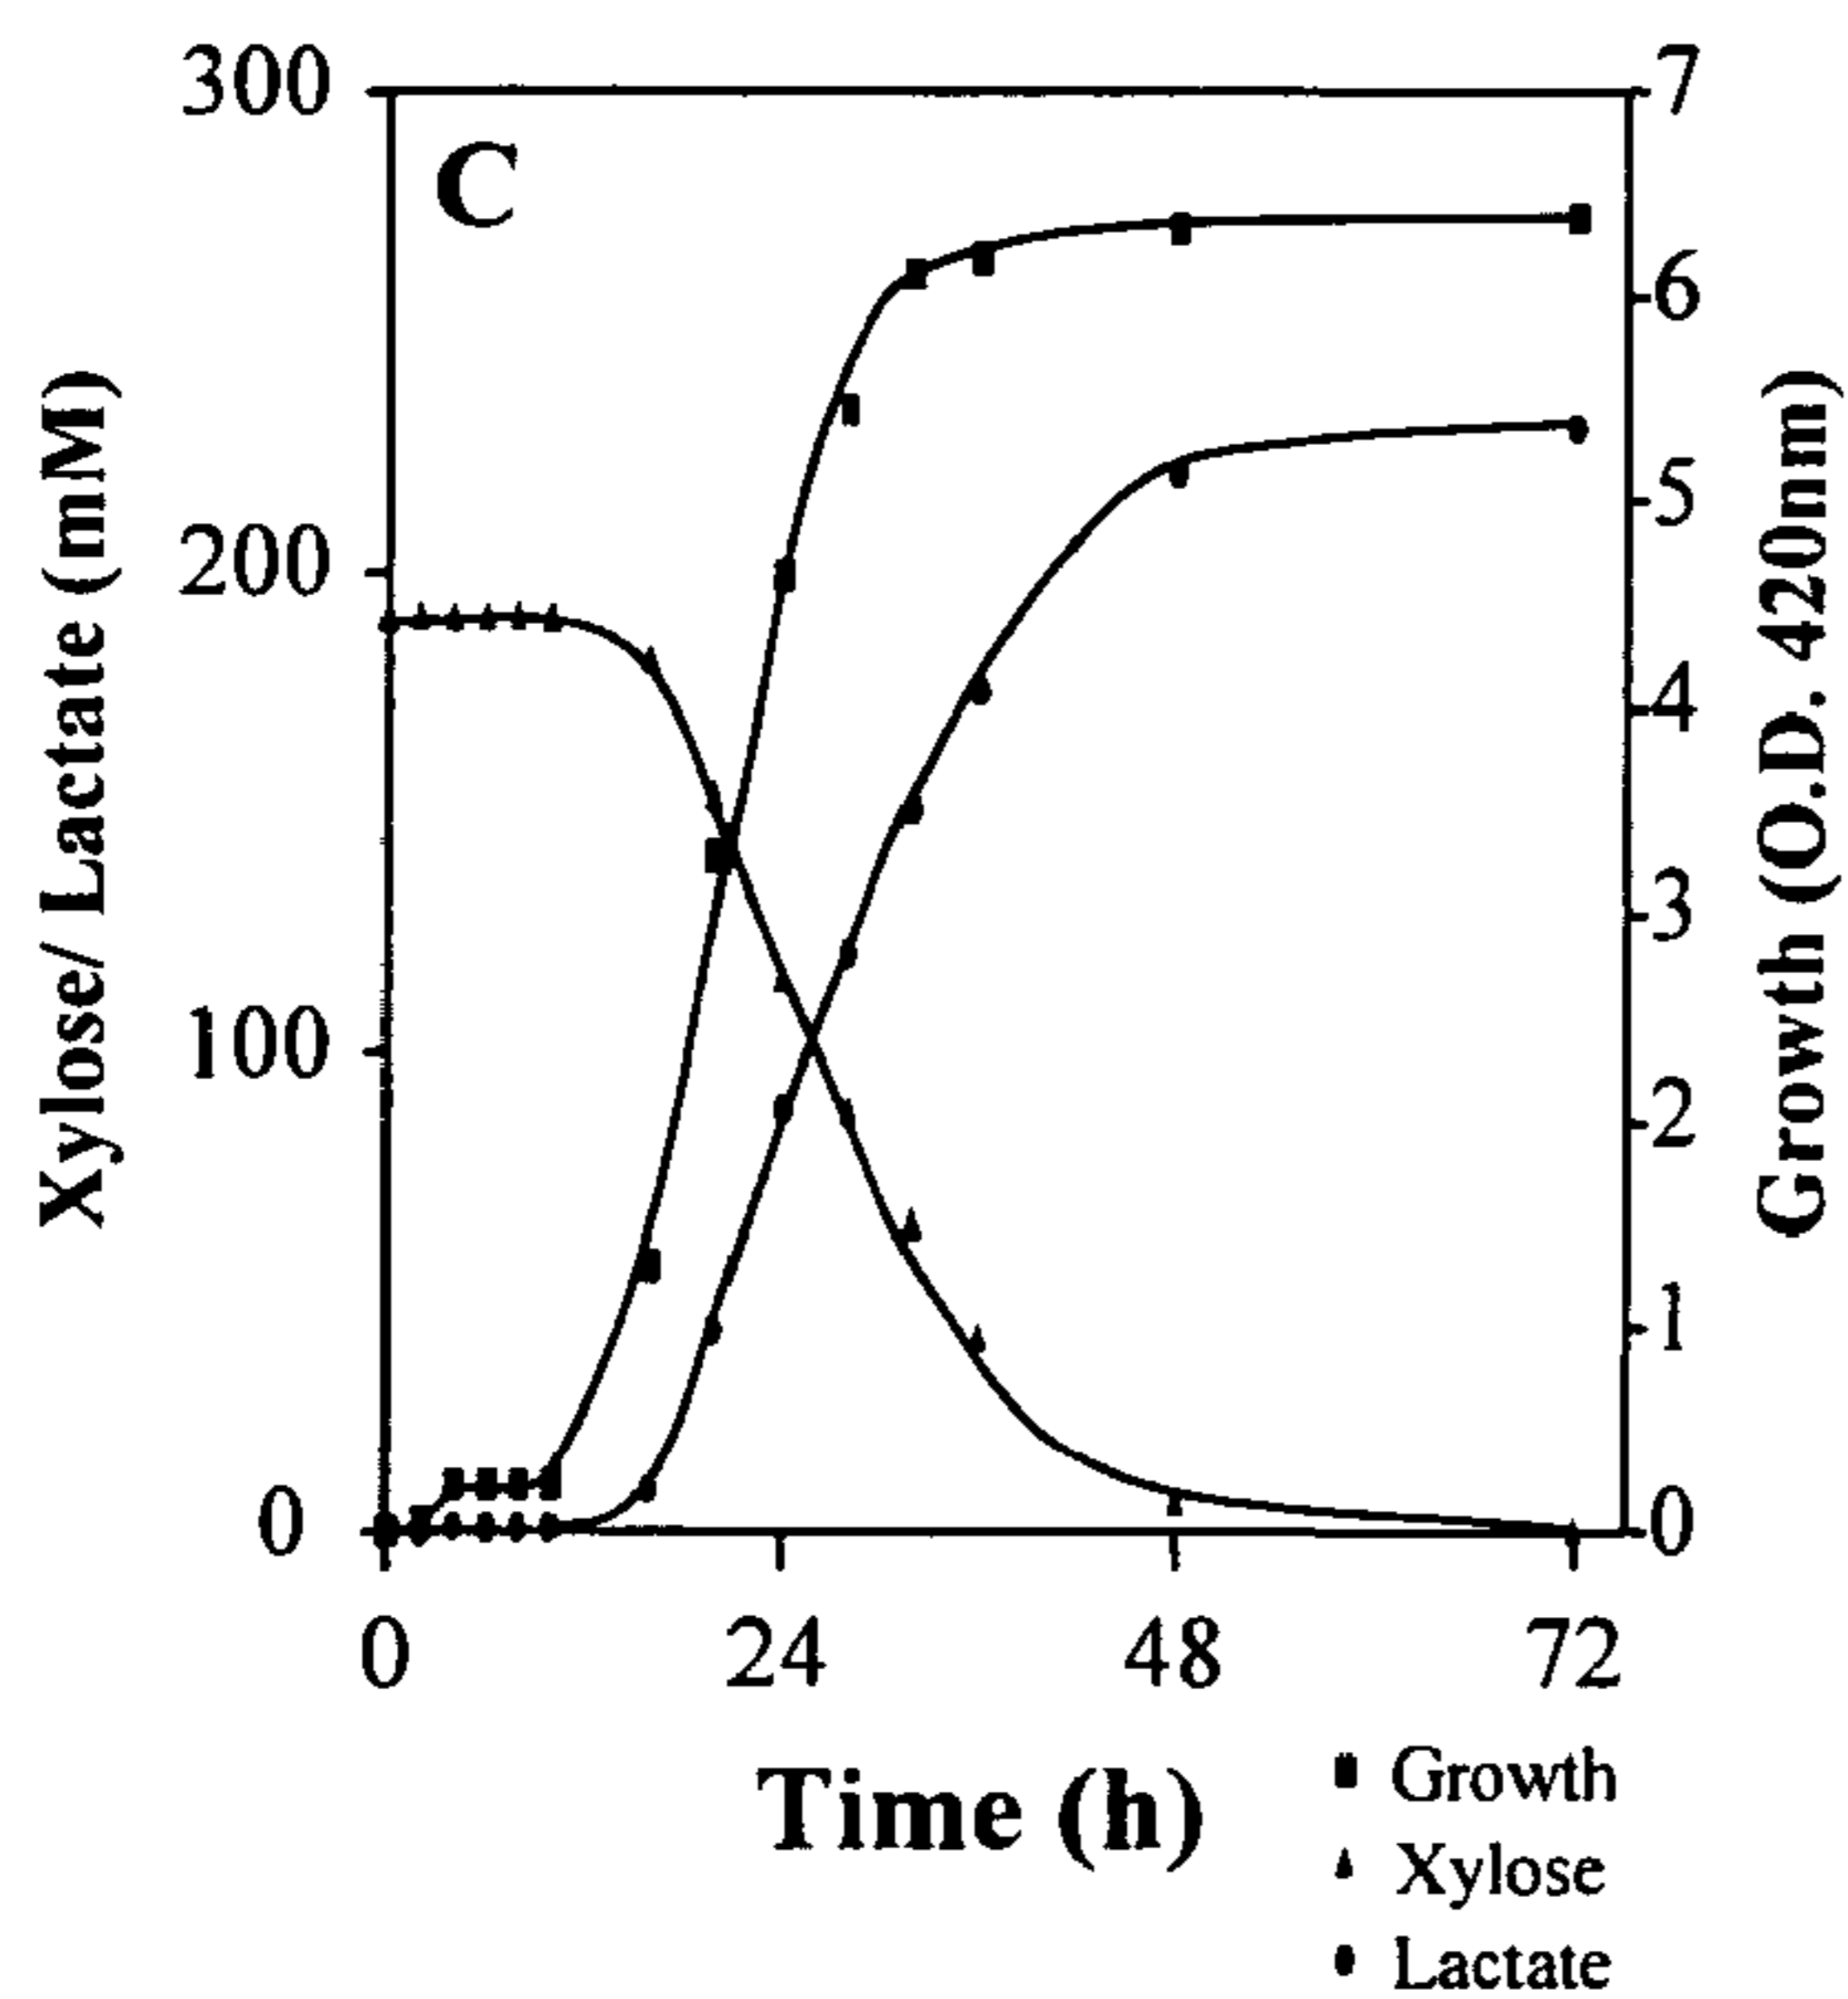 300
200
100
0
Xylose/ Lactate (mM)
C
7
6
5
4
3
2
1
0
Growth (O.D. 420nm)
0 24 48 72
Time (h)
Growth
Xylose
Lactate